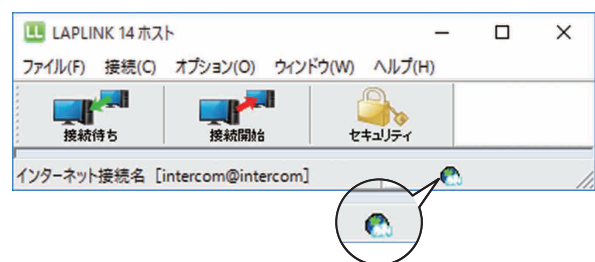 LAPLINK 14 ホスト
ファイル(F) 接続(C) オプション(O) ウィンドウ(W) ヘルプ(H)
接続待ち 接続開始 セキュリティ
インターネット接続名 [intercom@intercom]